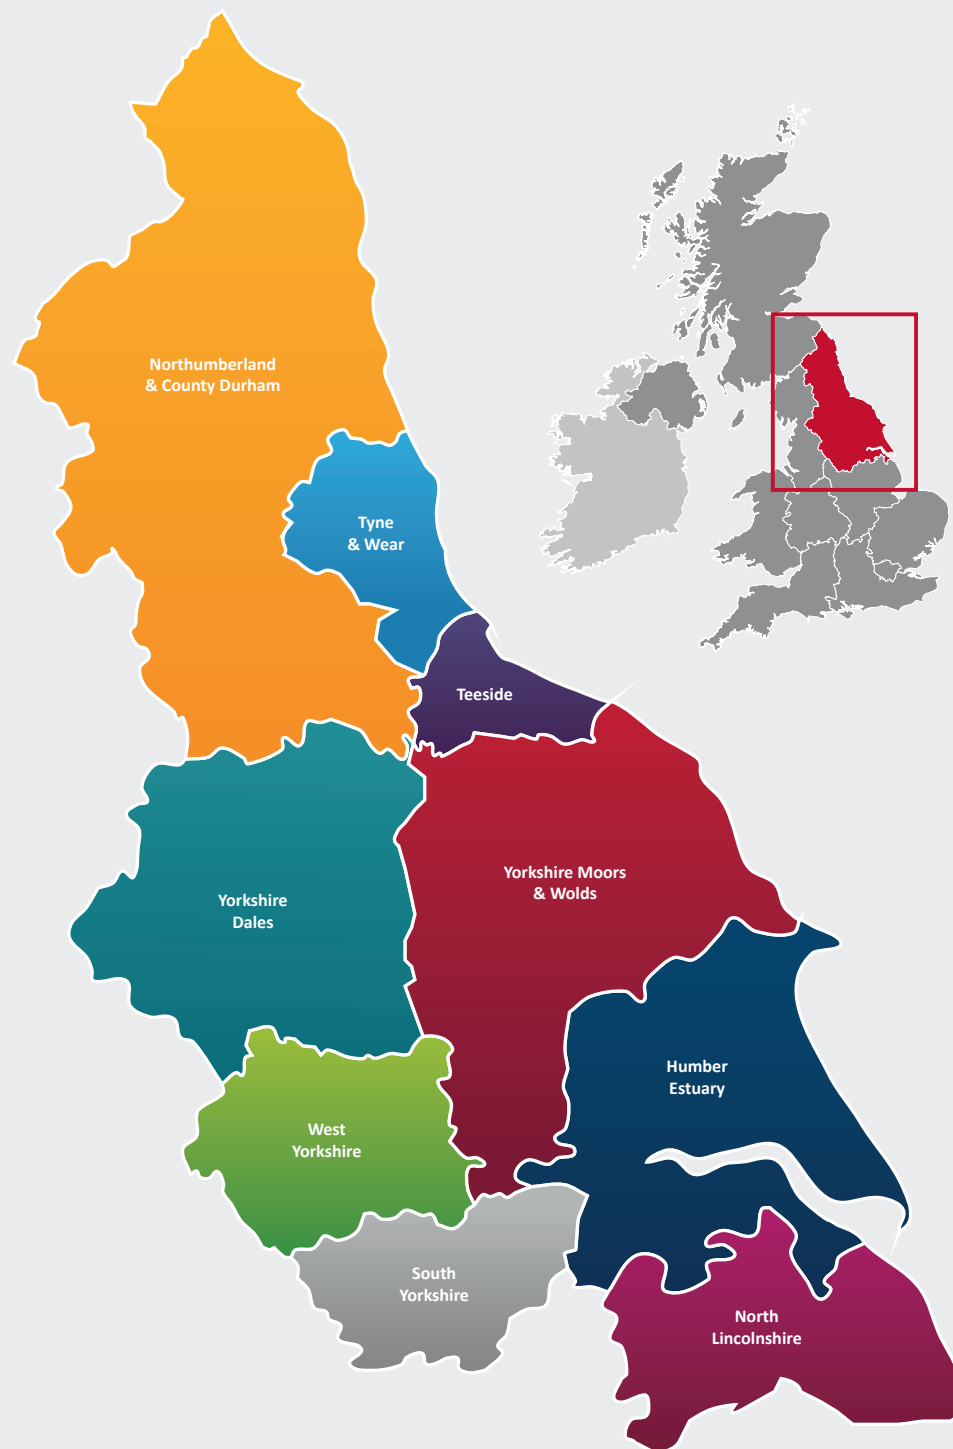 Northumberland
& County Durham
Tyne
& Wear
Teeside
Yorkshire Moors
& Wolds
Yorkshire
Dales
Humber
Estuary
West
Yorkshire
South
Yorkshire
North
Lincolnshire